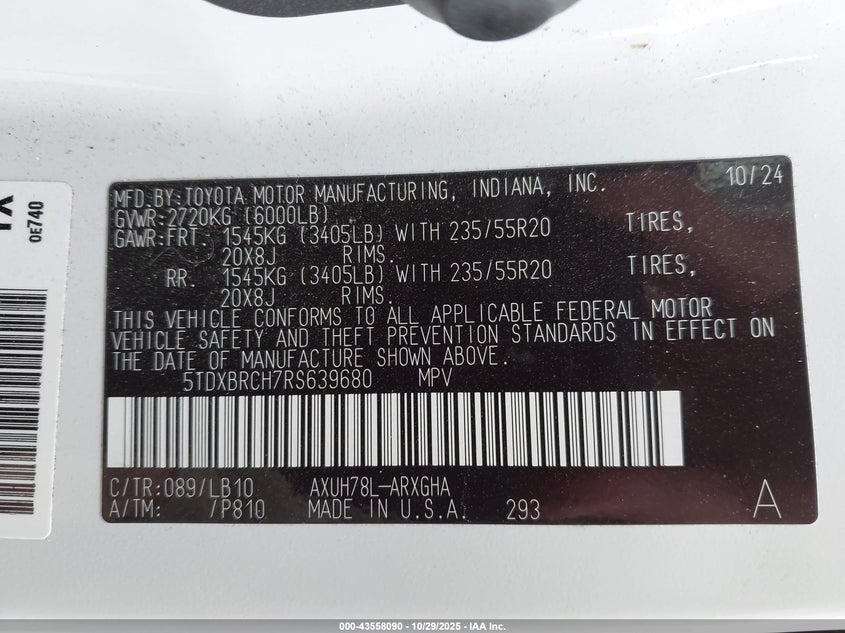 MFD.BY:TOYOTA MOTOR MANUFACTURING, INDIANA, INC. 10/24
GVWR:2720KG (6000LB)
GAWR:FRT. 1545KG (3405LB) WITH 235/55R20 TIRES,
20X8J RIMS.
RR. 1545KG (3405LB) WITH 235/55R20 TIRES,
20X8J RIMS.
THIS VEHICLE CONFORMS TO ALL APPLICABLE FEDERAL MOTOR
VEHICLE SAFETY AND THEFT PREVENTION STANDARDS IN EFFECT ON
THE DATE OF MANUFACTURE SHOWN ABOVE.
5TDXBRCH7RS639680 MPV
C/TR:089/LB10 AXUH78L-ARXGHA
A/TM: /P810 MADE IN U.S.A. 293 A
0E740
000-43558090 - 10/29/2025 - IAA Inc.